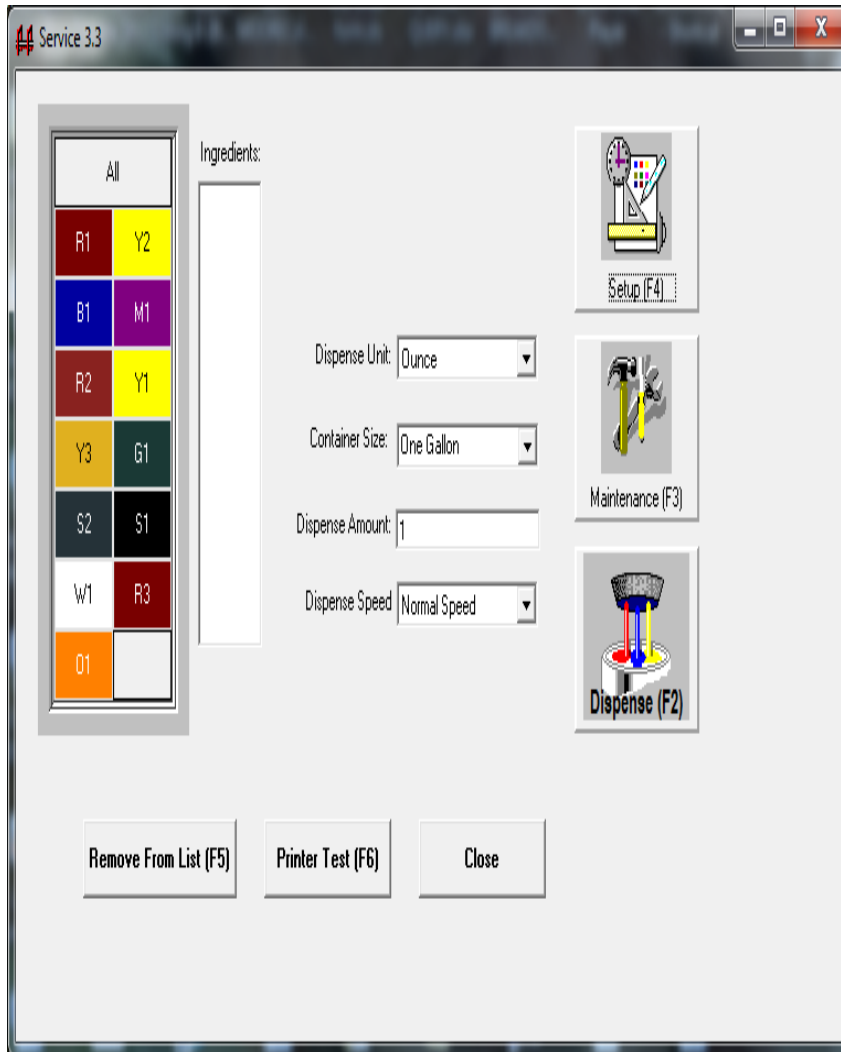 Service 3.3
All
Ingredients:
R1 Y2
B1 M1
R2 Y1
Y3 G1
S2 S1
W1 R3
O1
Dispense Unit: Ounce
Container Size: One Gallon
Dispense Amount: 1
Dispense Speed Normal Speed
Setup (F4)
Maintenance (F3)
Dispense (F2)
Remove From List (F5)
Printer Test (F6)
Close